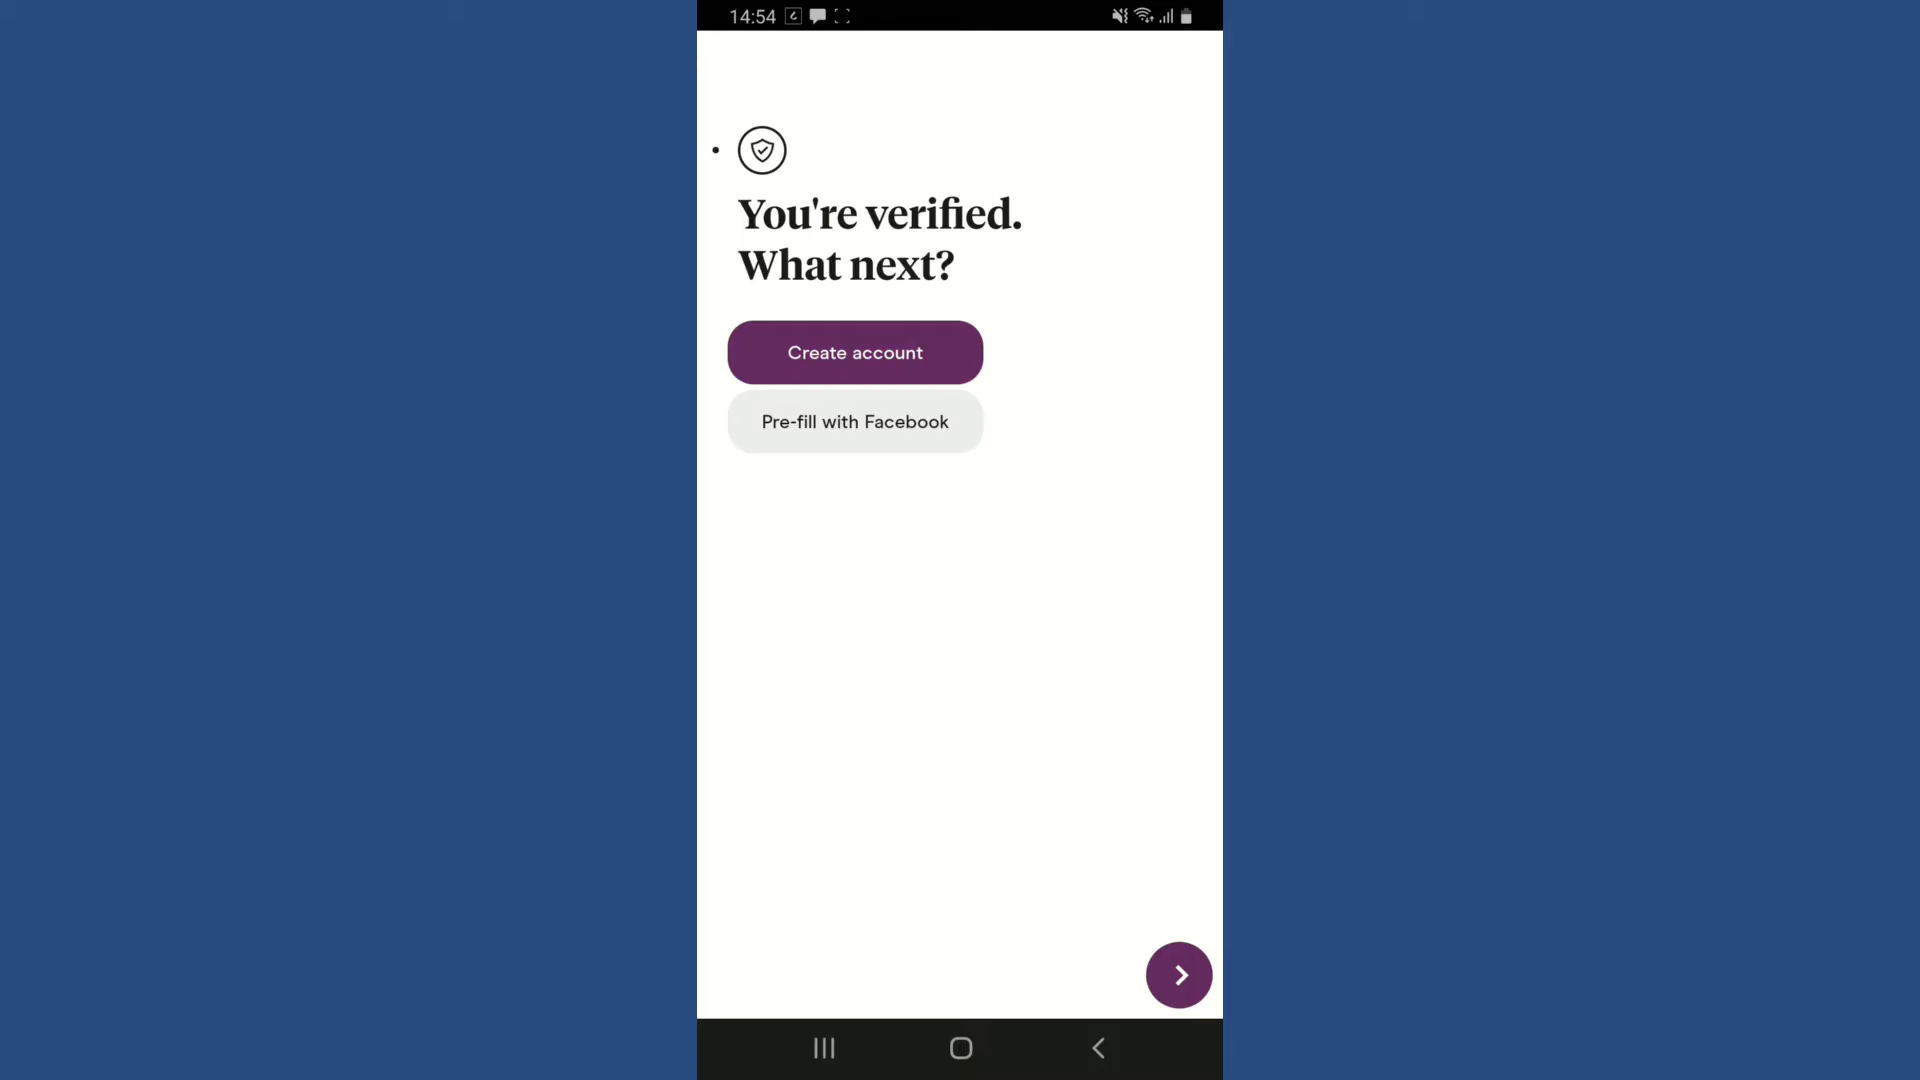 14:54
You're verified.
What next?
Create account
Pre-fill with Facebook